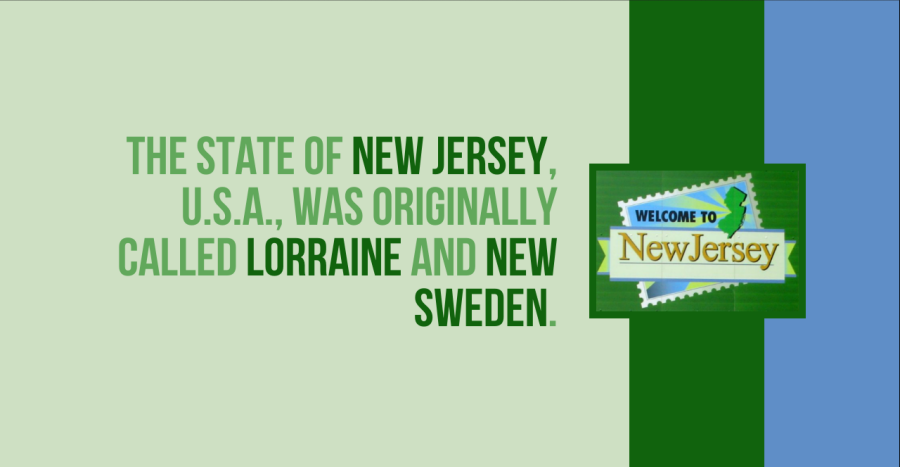 THE STATE OF NEW JERSEY,
U.S.A., WAS ORIGINALLY
CALLED LORRAINE AND NEW
SWEDEN.
WELCOME TO
NewJersey